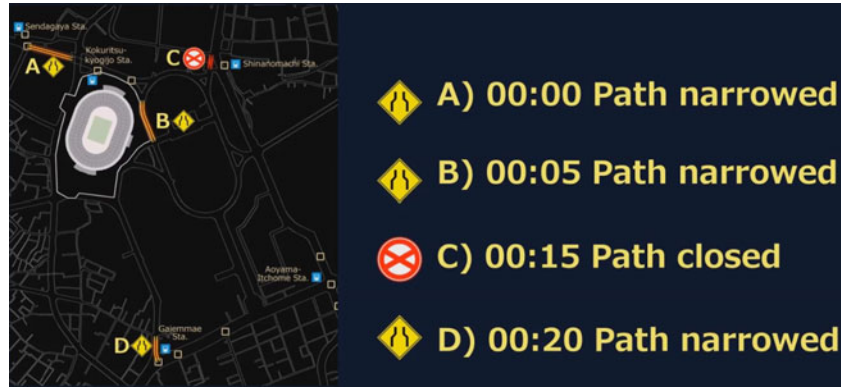 Sendagaya Sta.
Kokuritsu-
kyogijo Sta.
A
C
Shinanomachi Sta.
B
Aoyama-
Itchome Sta.
Gaiemmae
Sta.
D
A) 00:00 Path narrowed
B) 00:05 Path narrowed
C) 00:15 Path closed
D) 00:20 Path narrowed